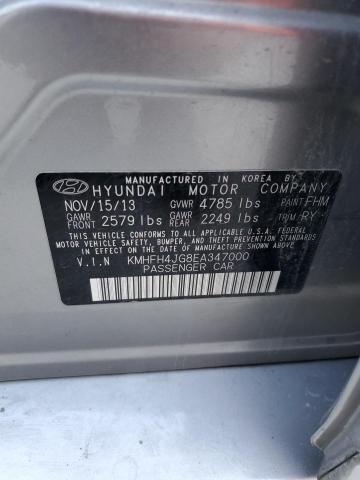 MANUFACTURED IN KOREA BY
HYUNDAI MOTOR COMPANY
NOV/15/13 GVWR 4785 lbs PAINT FHM
GAWR FRONT 2579 lbs GAWR REAR 2249 lbs TRIM RY
THIS VEHICLE CONFORMS TO ALL APPLICABLE U.S.A. FEDERAL
MOTOR VEHICLE SAFETY, BUMPER, AND THEFT PREVENTION STANDARDS
IN EFFECT ON THE DATE OF MANUFACTURE SHOWN ABOVE.
V.I.N KMHFH4JG8EA347000
PASSENGER CAR